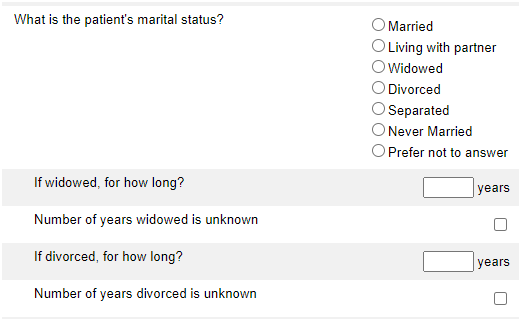 What is the patient's marital status?
Married
Living with partner
Widowed
Divorced
Separated
Never Married
Prefer not to answer
If widowed, for how long?
years
Number of years widowed is unknown
If divorced, for how long?
years
Number of years divorced is unknown